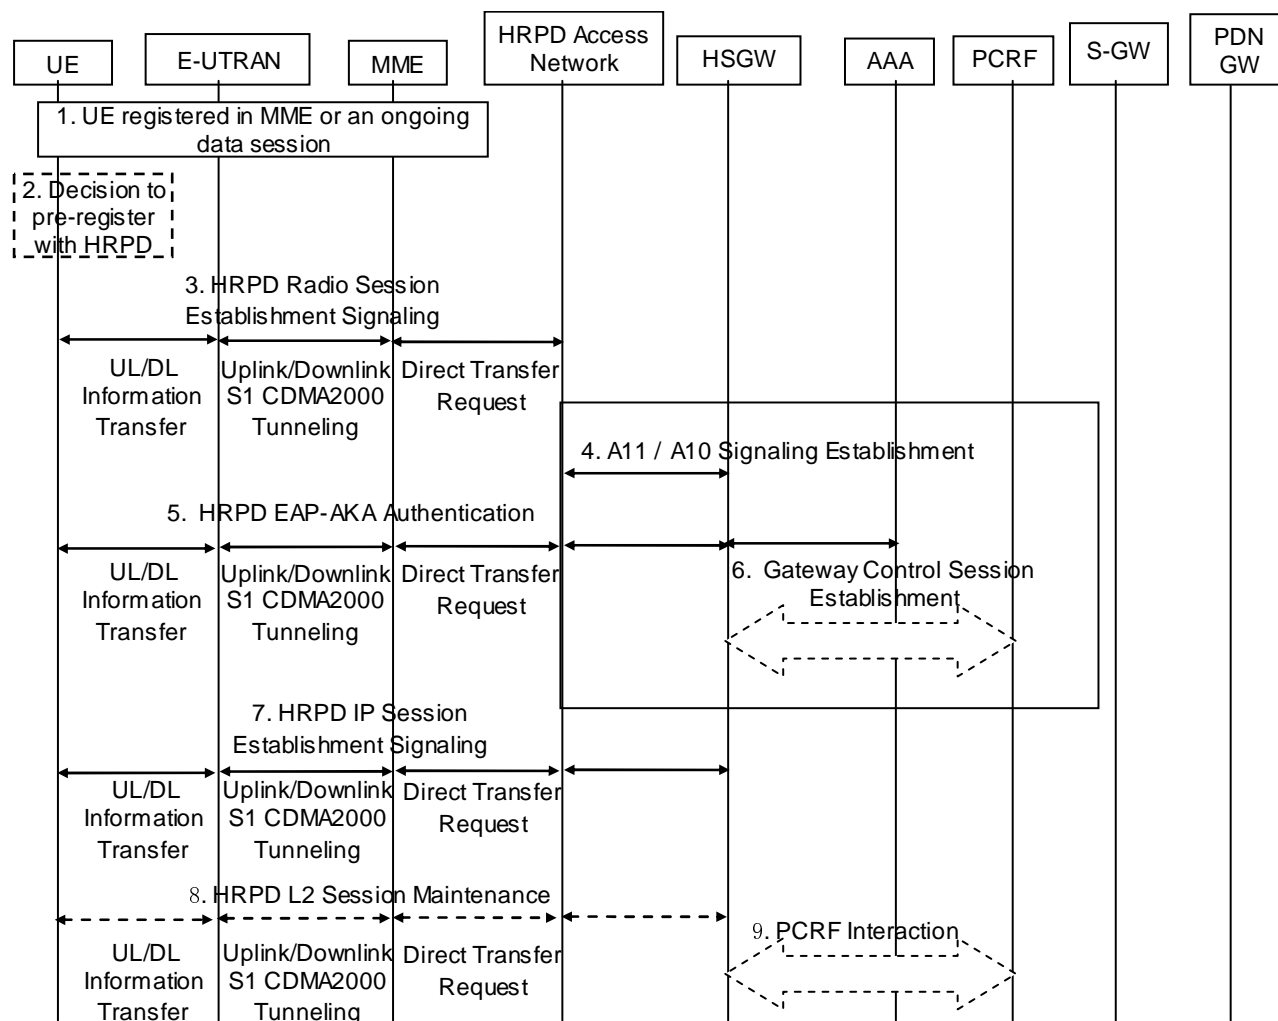 UE
E-UTRAN
MME
HRPD Access
Network
HSGW
AAA
PCRF
S-GW
PDN
GW
1. UE registered in MME or an ongoing
data session
2. Decision to
pre-register
with HRPD
3. HRPD Radio Session
Establishment Signaling
UL/DL
Information
Transfer
Uplink/Downlink
S1 CDMA2000
Tunneling
Direct Transfer
Request
4. A11 / A10 Signaling Establishment
5. HRPD EAP-AKA Authentication
UL/DL
Information
Transfer
Uplink/Downlink
S1 CDMA2000
Tunneling
Direct Transfer
Request
6. Gateway Control Session
Establishment
7. HRPD IP Session
Establishment Signaling
UL/DL
Information
Transfer
Uplink/Downlink
S1 CDMA2000
Tunneling
Direct Transfer
Request
8. HRPD L2 Session Maintenance
9. PCRF Interaction
UL/DL
Information
Transfer
Uplink/Downlink
S1 CDMA2000
Tunneling
Direct Transfer
Request